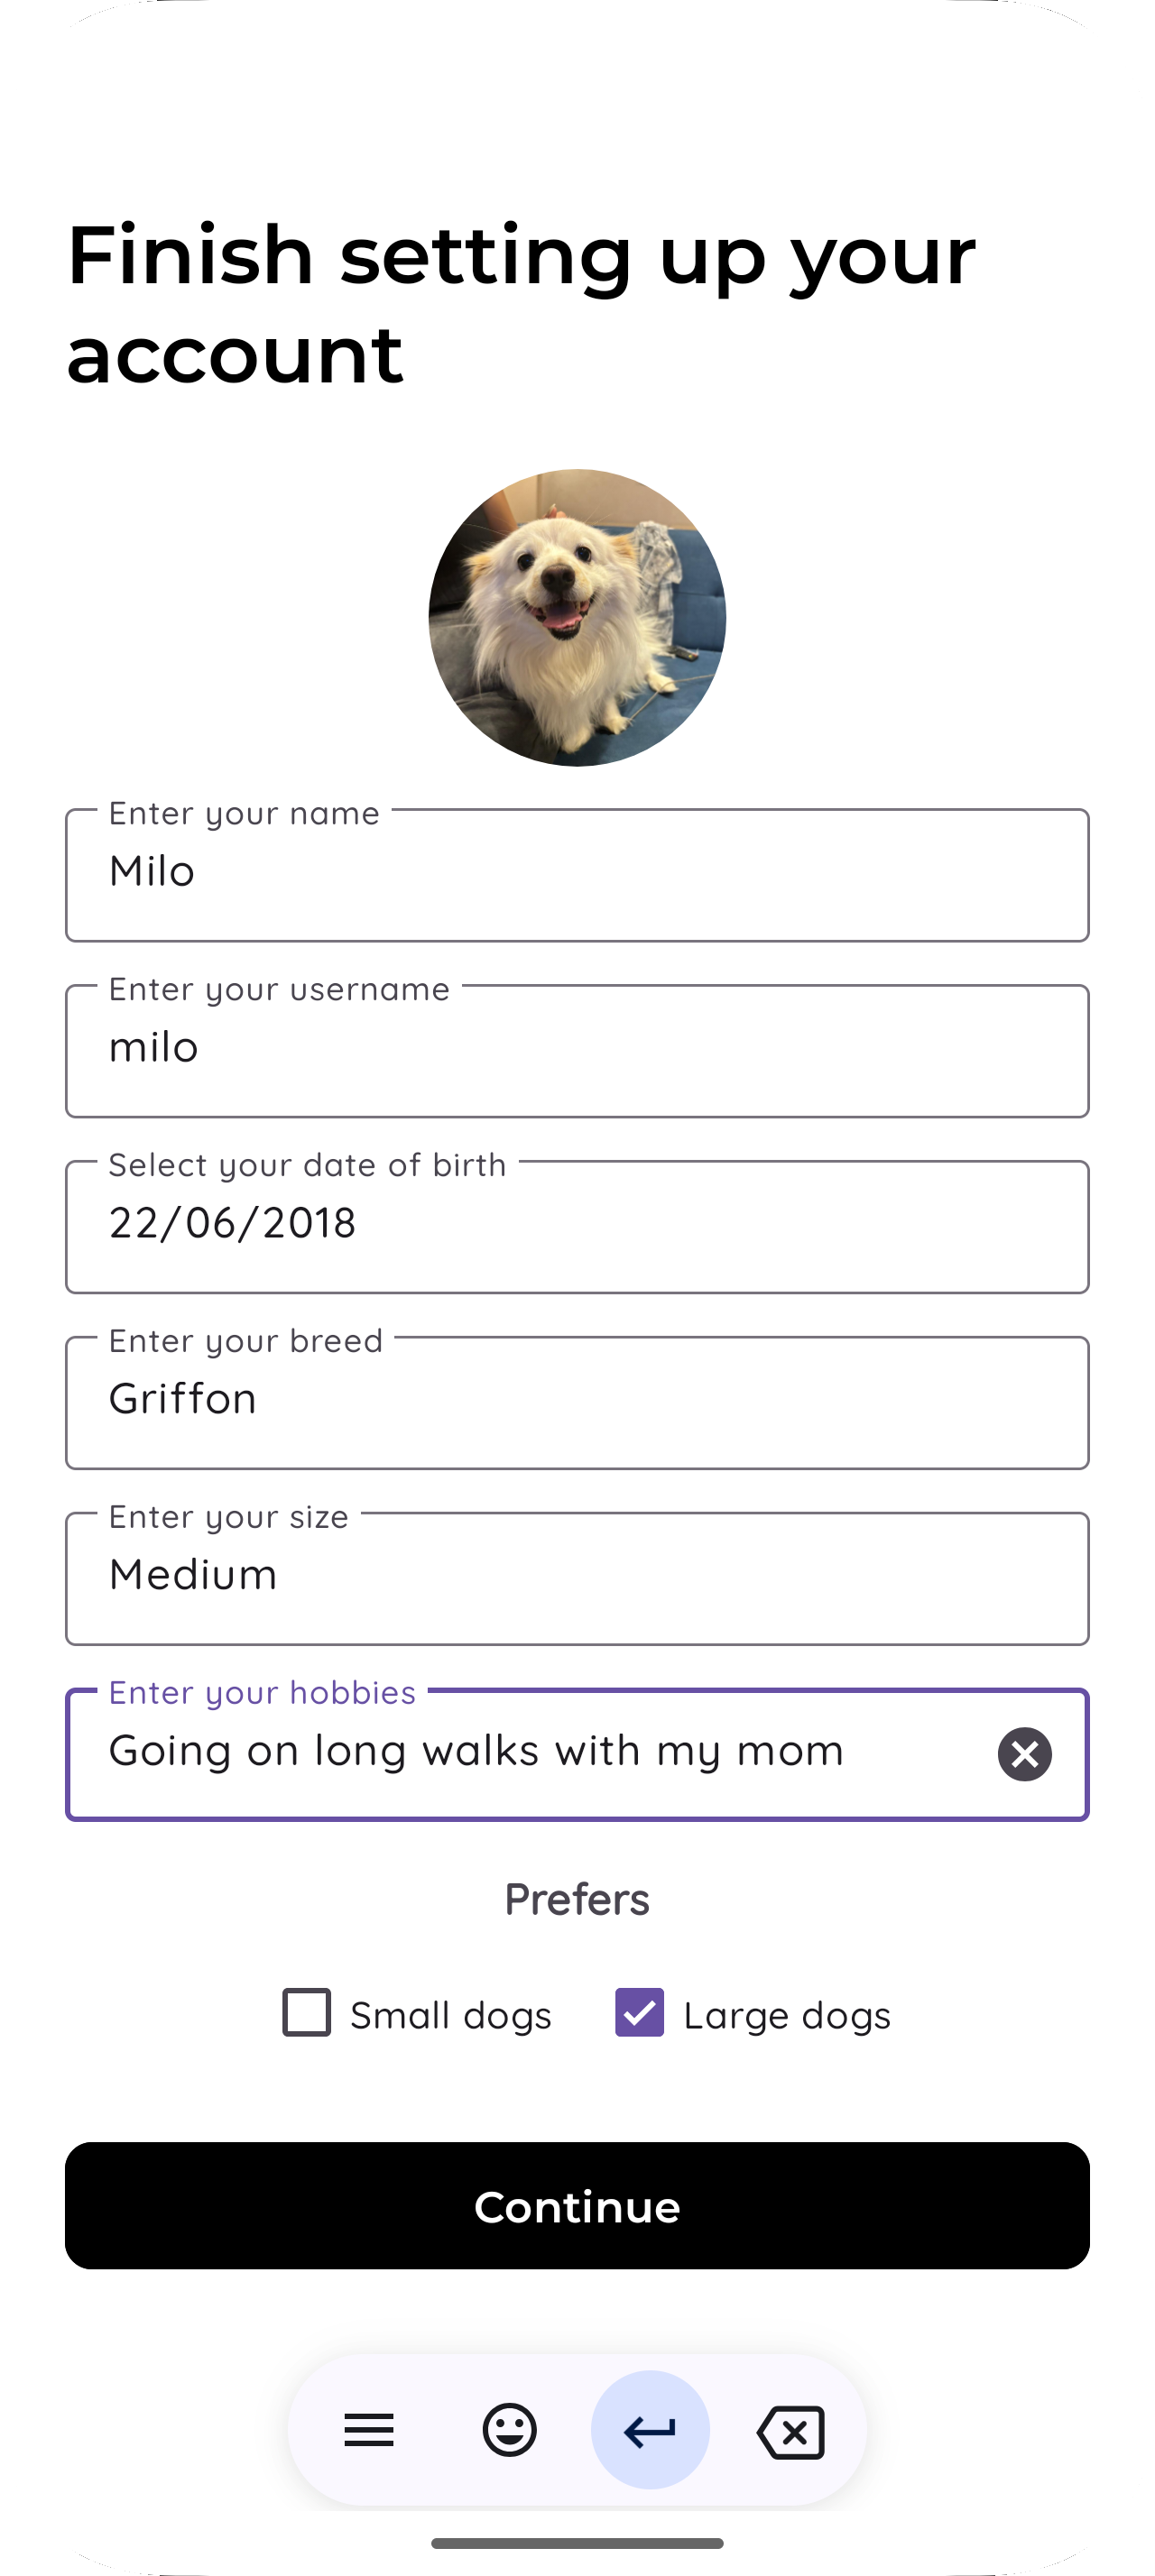 Finish setting up your
account
Enter your name
Milo
Enter your username
milo
Select your date of birth
22/06/2018
Enter your breed
Griffon
Enter your size
Medium
Enter your hobbies
Going on long walks with my mom
Prefers
Small dogs
Large dogs
Continue